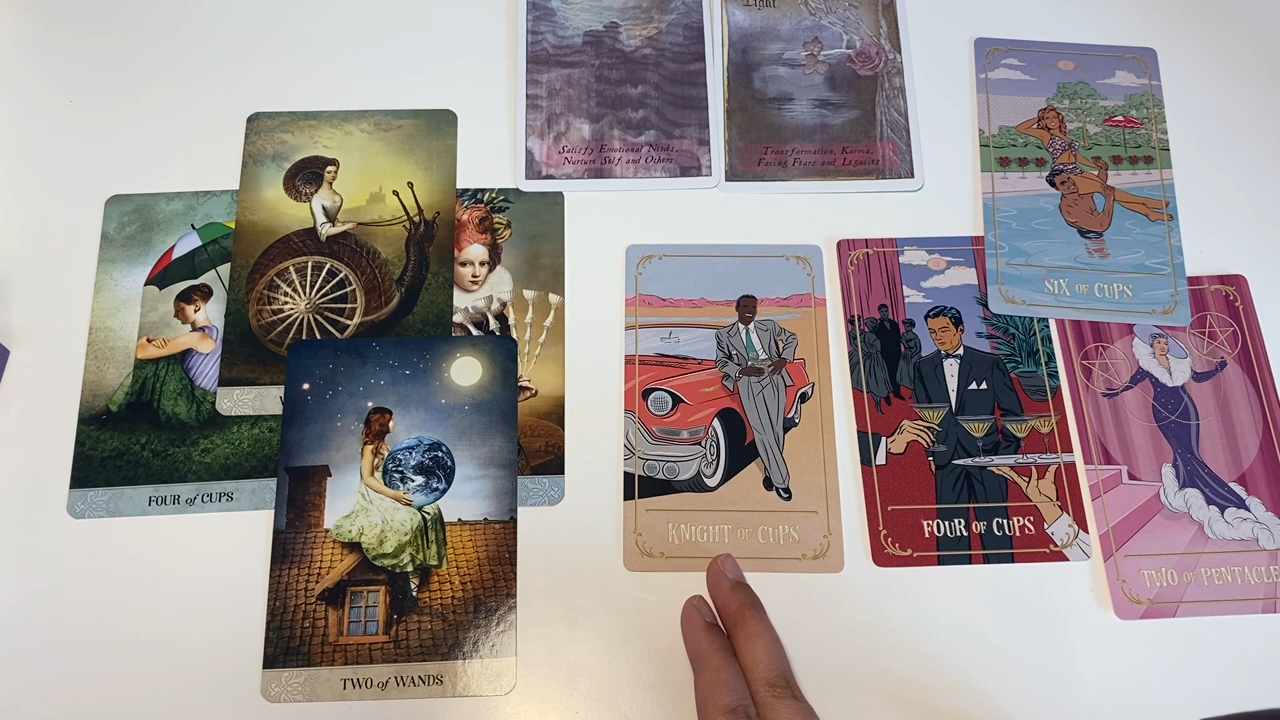 Light
Satisfy Emotional Needs,
Nurture Self and Others
Transformation, Karma,
Facing Fears and Legacies
SIX OF CUPS
FOUR of CUPS
KNIGHT OF CUPS
FOUR OF CUPS
TWO OF PENTACLE
TWO of WANDS